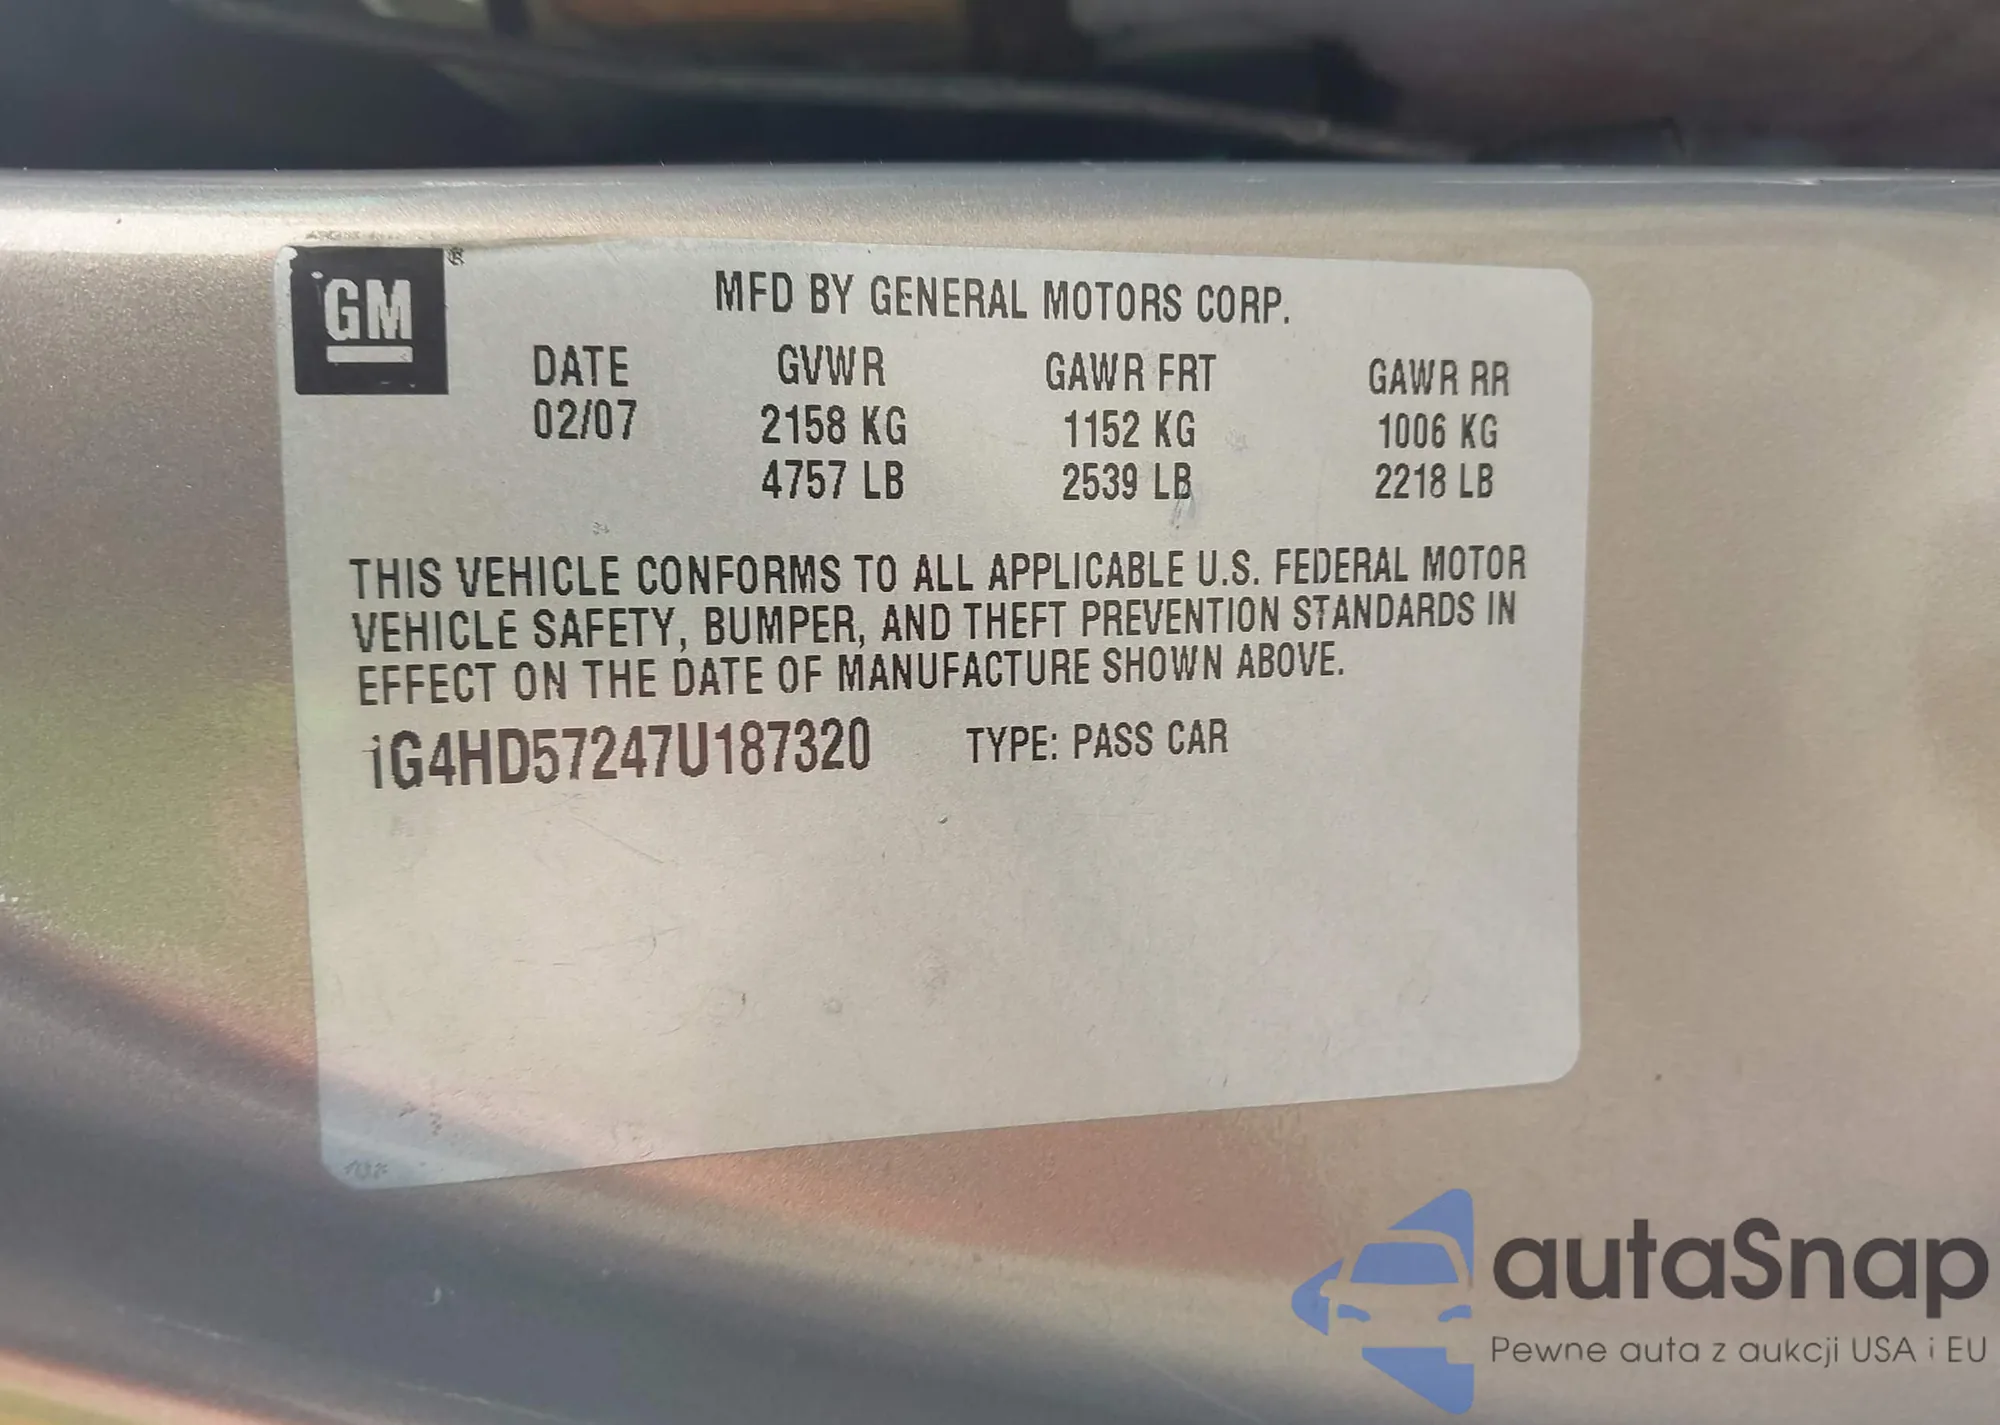 GM ®
MFD BY GENERAL MOTORS CORP.
DATE GVWR GAWR FRT GAWR RR
02/07 2158 KG 1152 KG 1006 KG
4757 LB 2539 LB 2218 LB
THIS VEHICLE CONFORMS TO ALL APPLICABLE U.S. FEDERAL MOTOR
VEHICLE SAFETY, BUMPER, AND THEFT PREVENTION STANDARDS IN
EFFECT ON THE DATE OF MANUFACTURE SHOWN ABOVE.
1G4HD57247U187320 TYPE: PASS CAR
autaSnap
Pewne auta z aukcji USA i EU